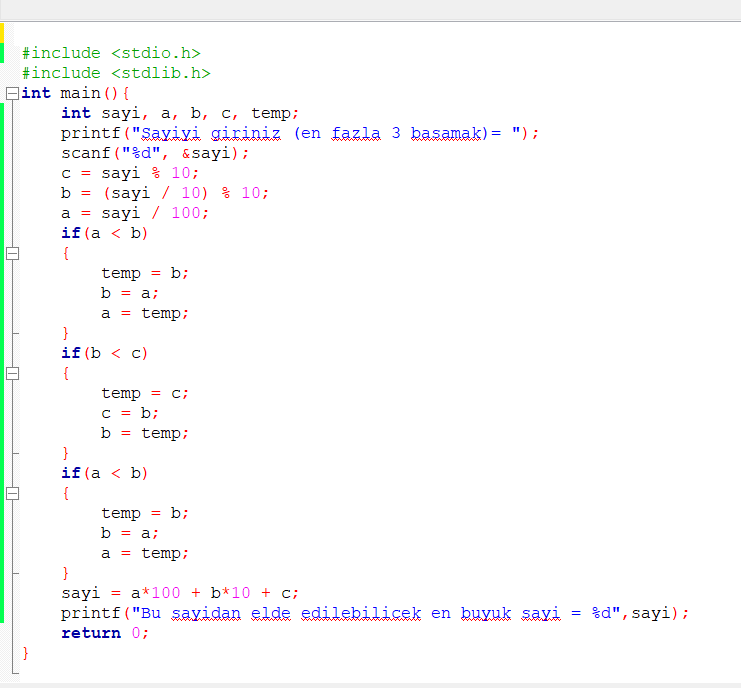 #include <stdio.h>
#include <stdlib.h>
int main(){
    int sayi, a, b, c, temp;
    printf("Sayiyi giriniz (en fazla 3 basamak)= ");
    scanf("%d", &sayi);
    c = sayi % 10;
    b = (sayi / 10) % 10;
    a = sayi / 100;
    if(a < b)
    {
        temp = b;
        b = a;
        a = temp;
    }
    if(b < c)
    {
        temp = c;
        c = b;
        b = temp;
    }
    if(a < b)
    {
        temp = b;
        b = a;
        a = temp;
    }
    sayi = a*100 + b*10 + c;
    printf("Bu sayidan elde edilebilicek en buyuk sayi = %d",sayi);
    return 0;
}